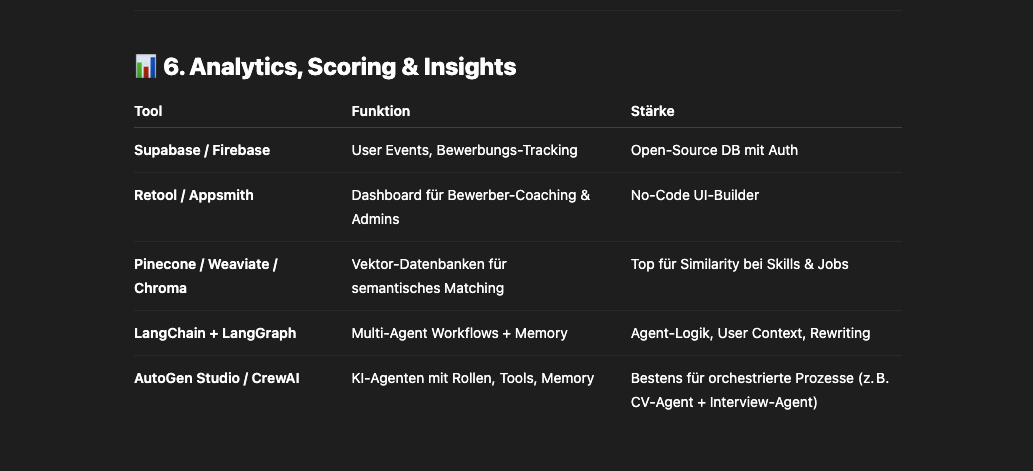 📊 6. Analytics, Scoring & Insights
Tool Funktion Stärke
Supabase / Firebase User Events, Bewerbungs-Tracking Open-Source DB mit Auth
Retool / Appsmith Dashboard für Bewerber-Coaching & No-Code UI-Builder
Admins
Pinecone / Weaviate / Vektor-Datenbanken für Top für Similarity bei Skills & Jobs
Chroma semantisches Matching
LangChain + LangGraph Multi-Agent Workflows + Memory Agent-Logik, User Context, Rewriting
AutoGen Studio / CrewAI KI-Agenten mit Rollen, Tools, Memory Bestens für orchestrierte Prozesse (z. B.
CV-Agent + Interview-Agent)